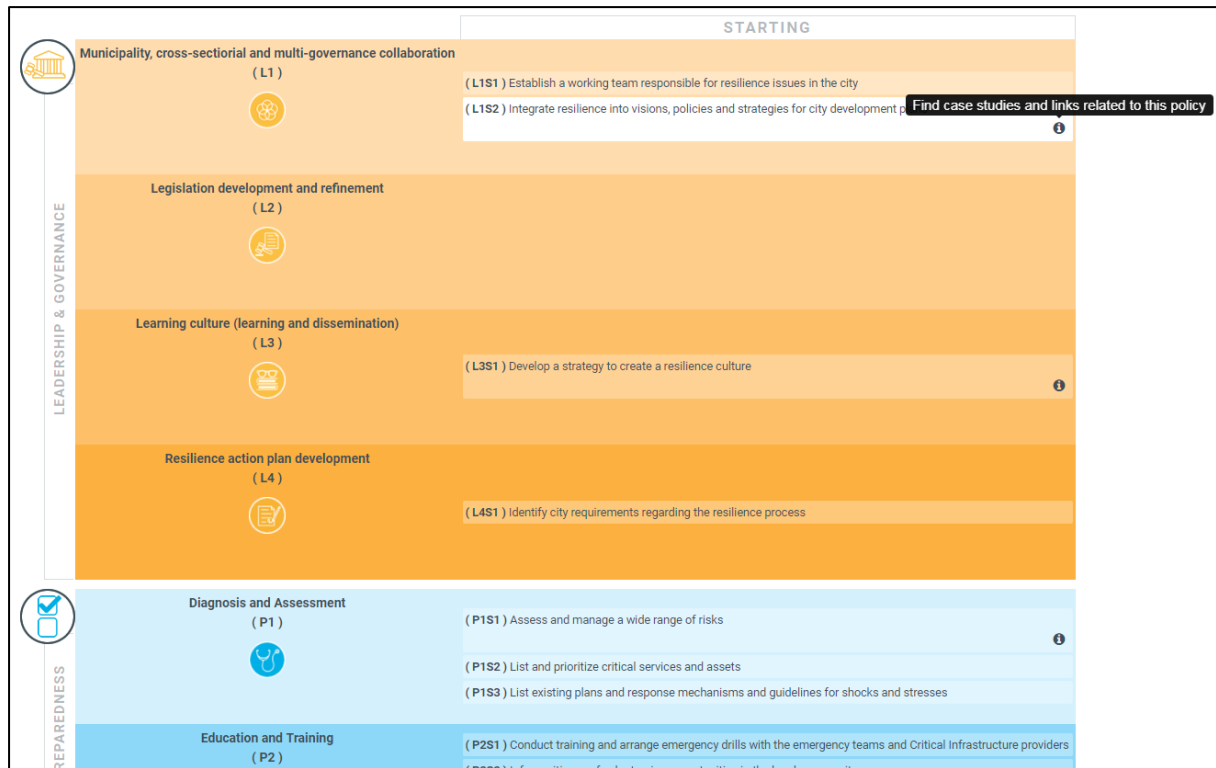 STARTING
Municipality, cross-sectiorial and multi-governance collaboration
( L1 )
( L1S1 ) Establish a working team responsible for resilience issues in the city
( L1S2 ) Integrate resilience into visions, policies and strategies for city development p
Find case studies and links related to this policy
LEADERSHIP & GOVERNANCE
Legislation development and refinement
( L2 )
Learning culture (learning and dissemination)
( L3 )
( L3S1 ) Develop a strategy to create a resilience culture
Resilience action plan development
( L4 )
( L4S1 ) Identify city requirements regarding the resilience process
Diagnosis and Assessment
( P1 )
( P1S1 ) Assess and manage a wide range of risks
( P1S2 ) List and prioritize critical services and assets
( P1S3 ) List existing plans and response mechanisms and guidelines for shocks and stresses
REPAREDNESS
Education and Training
( P2 )
( P2S1 ) Conduct training and arrange emergency drills with the emergency teams and Critical Infrastructure providers